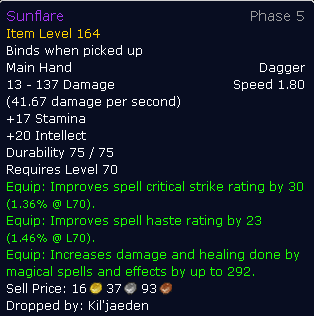 Sunflare Phase 5
Item Level 164
Binds when picked up
Main Hand Dagger
13 - 137 Damage Speed 1.80
(41.67 damage per second)
+17 Stamina
+20 Intellect
Durability 75 / 75
Requires Level 70
Equip: Improves spell critical strike rating by 30
(1.36% @ L70).
Equip: Improves spell haste rating by 23
(1.46% @ L70).
Equip: Increases damage and healing done by
magical spells and effects by up to 292.
Sell Price: 16 37 93
Dropped by: Kil'jaeden